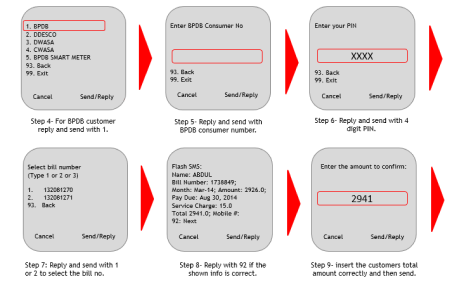 1. BPDB
2. DDESCO
3. DWASA
4. CWASA
5. BPDB SMART METER
93. Back
99. Exit
Cancel Send/Reply
Step 4- For BPDB customer
reply and send with 1.
Enter BPDB Consumer No
93. Back
99. Exit
Cancel Send/Reply
Step 5- Reply and send with
BPDB consumer number.
Enter your PIN
XXXX
93. Back
99. Exit
Cancel Send/Reply
Step 6- Reply and send with 4
digit PIN.
Select bill number
(Type 1 or 2 or 3)
1. 132081270
2. 132081271
93. Back
Cancel Send/Reply
Step 7: Reply and send with 1
or 2 to select the bill no.
Flash SMS:
Name: ABDUL
Bill Number: 1738849;
Month: Mar-14; Amount: 2926.0;
Pay Due: Aug 30, 2014
Service Charge: 15.0
Total 2941.0; Mobile #:
92: Next
Cancel Send/Reply
Step 8- Reply with 92 if the
shown info is correct.
Enter the amount to confirm:
2941
Cancel Send/Reply
Step 9- insert the customers total
amount correctly and then send.